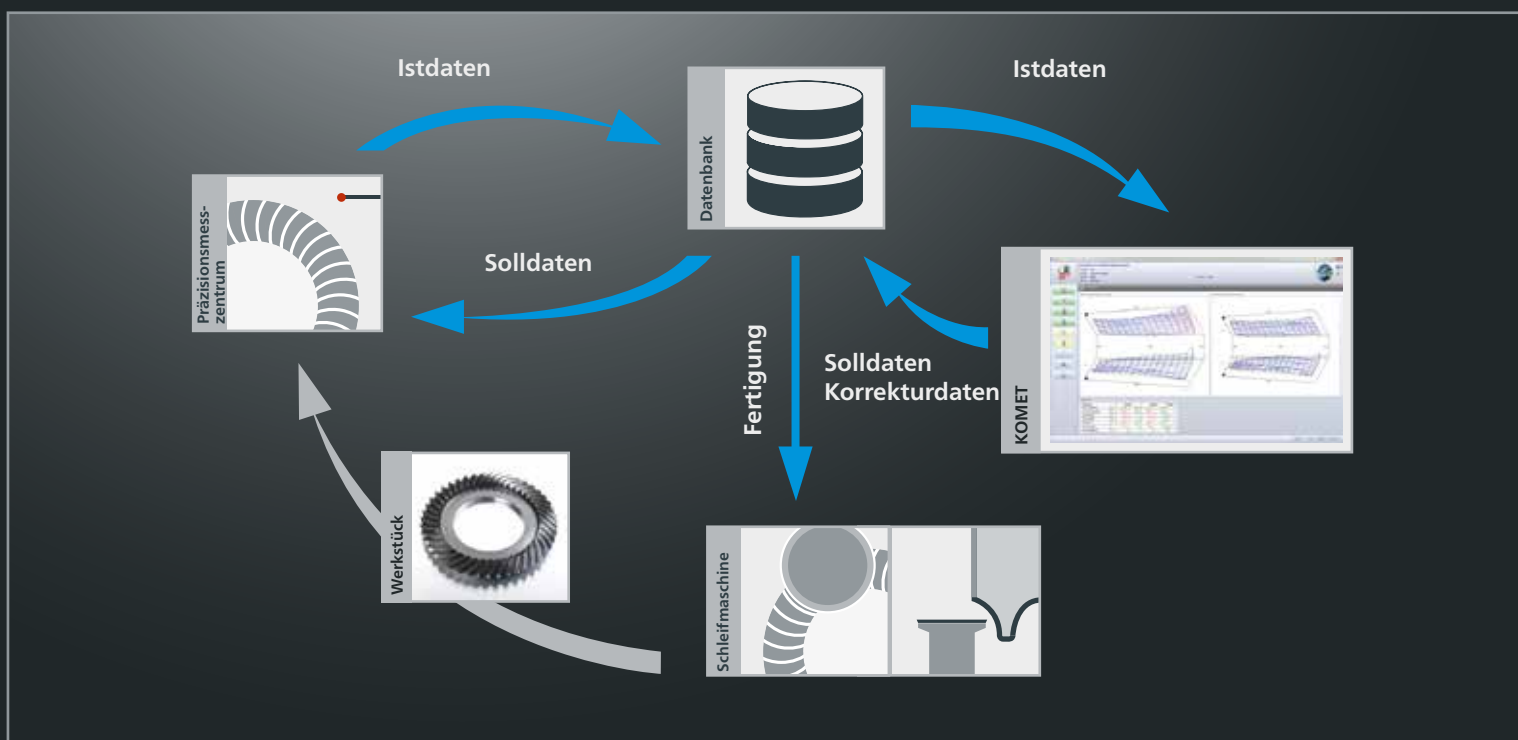 Istdaten
Istdaten
Datenbank
Präzisionsmess-
zentrum
Solldaten
Fertigung
Solldaten
Korrekturdaten
KOMET
Werkstück
Schleifmaschine